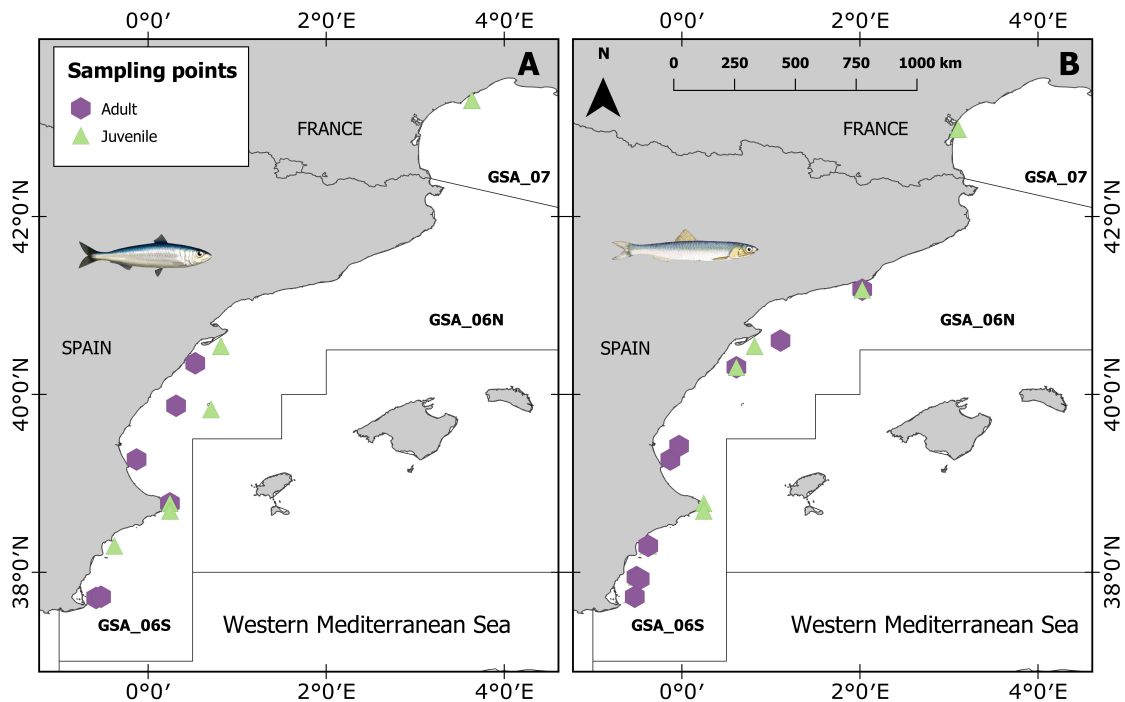 0°0′ 2°0′ 4°0′ 0°0′ 2°0′ 4°0′
Sampling points
Adult
Juvenile
A
FRANCE
GSA_07
42°0′N
SPAIN
GSA_06N
40°0′N
38°0′N
GSA_06S
Western Mediterranean Sea
N
0 250 500 750 1000 km
B
FRANCE
GSA_07
42°0′N
SPAIN
GSA_06N
40°0′N
38°0′N
GSA_06S
Western Mediterranean Sea
0°0′ 2°0′ 4°0′ 0°0′ 2°0′ 4°0′